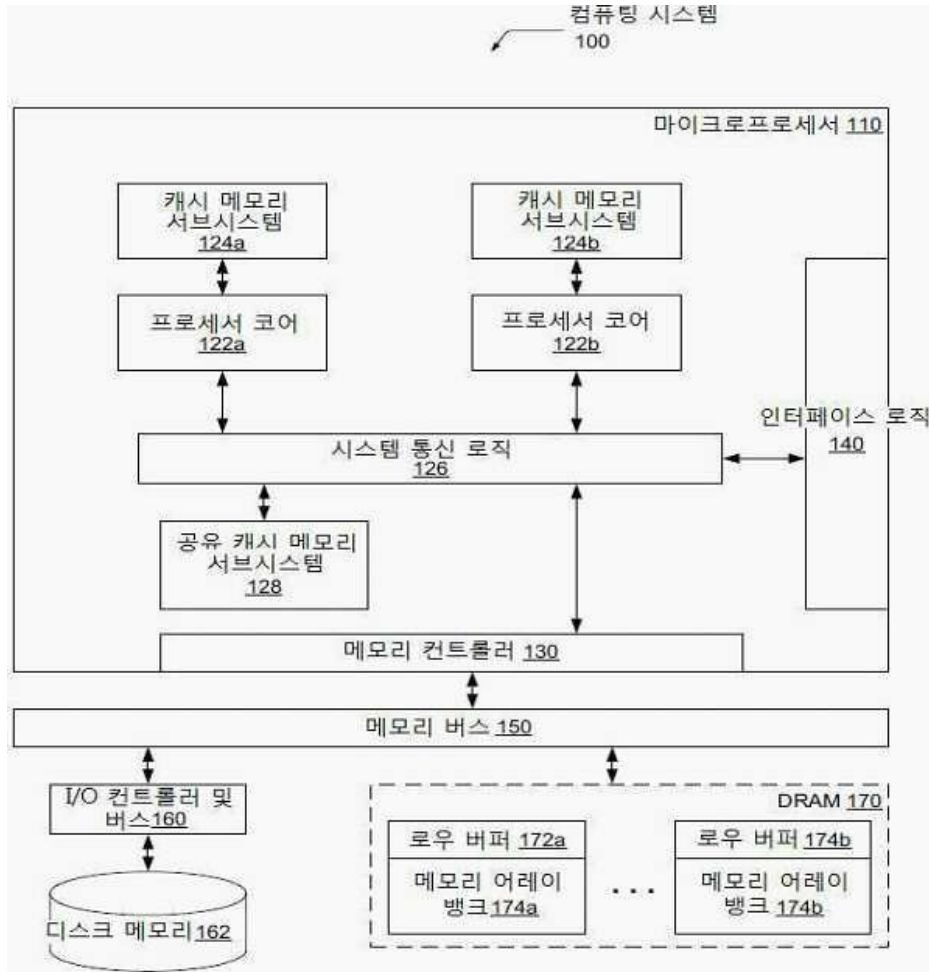 컴퓨팅 시스템
100
마이크로프로세서 110
캐시 메모리
서브시스템
124a
캐시 메모리
서브시스템
124b
프로세서 코어
122a
프로세서 코어
122b
인터페이스 로직
140
시스템 통신 로직
126
공유 캐시 메모리
서브시스템
128
메모리 컨트롤러 130
메모리 버스 150
I/O 컨트롤러 및
버스160
DRAM 170
로우 버퍼 172a
로우 버퍼 174b
메모리 어레이
뱅크174a
. . .
메모리 어레이
뱅크174b
디스크 메모리162